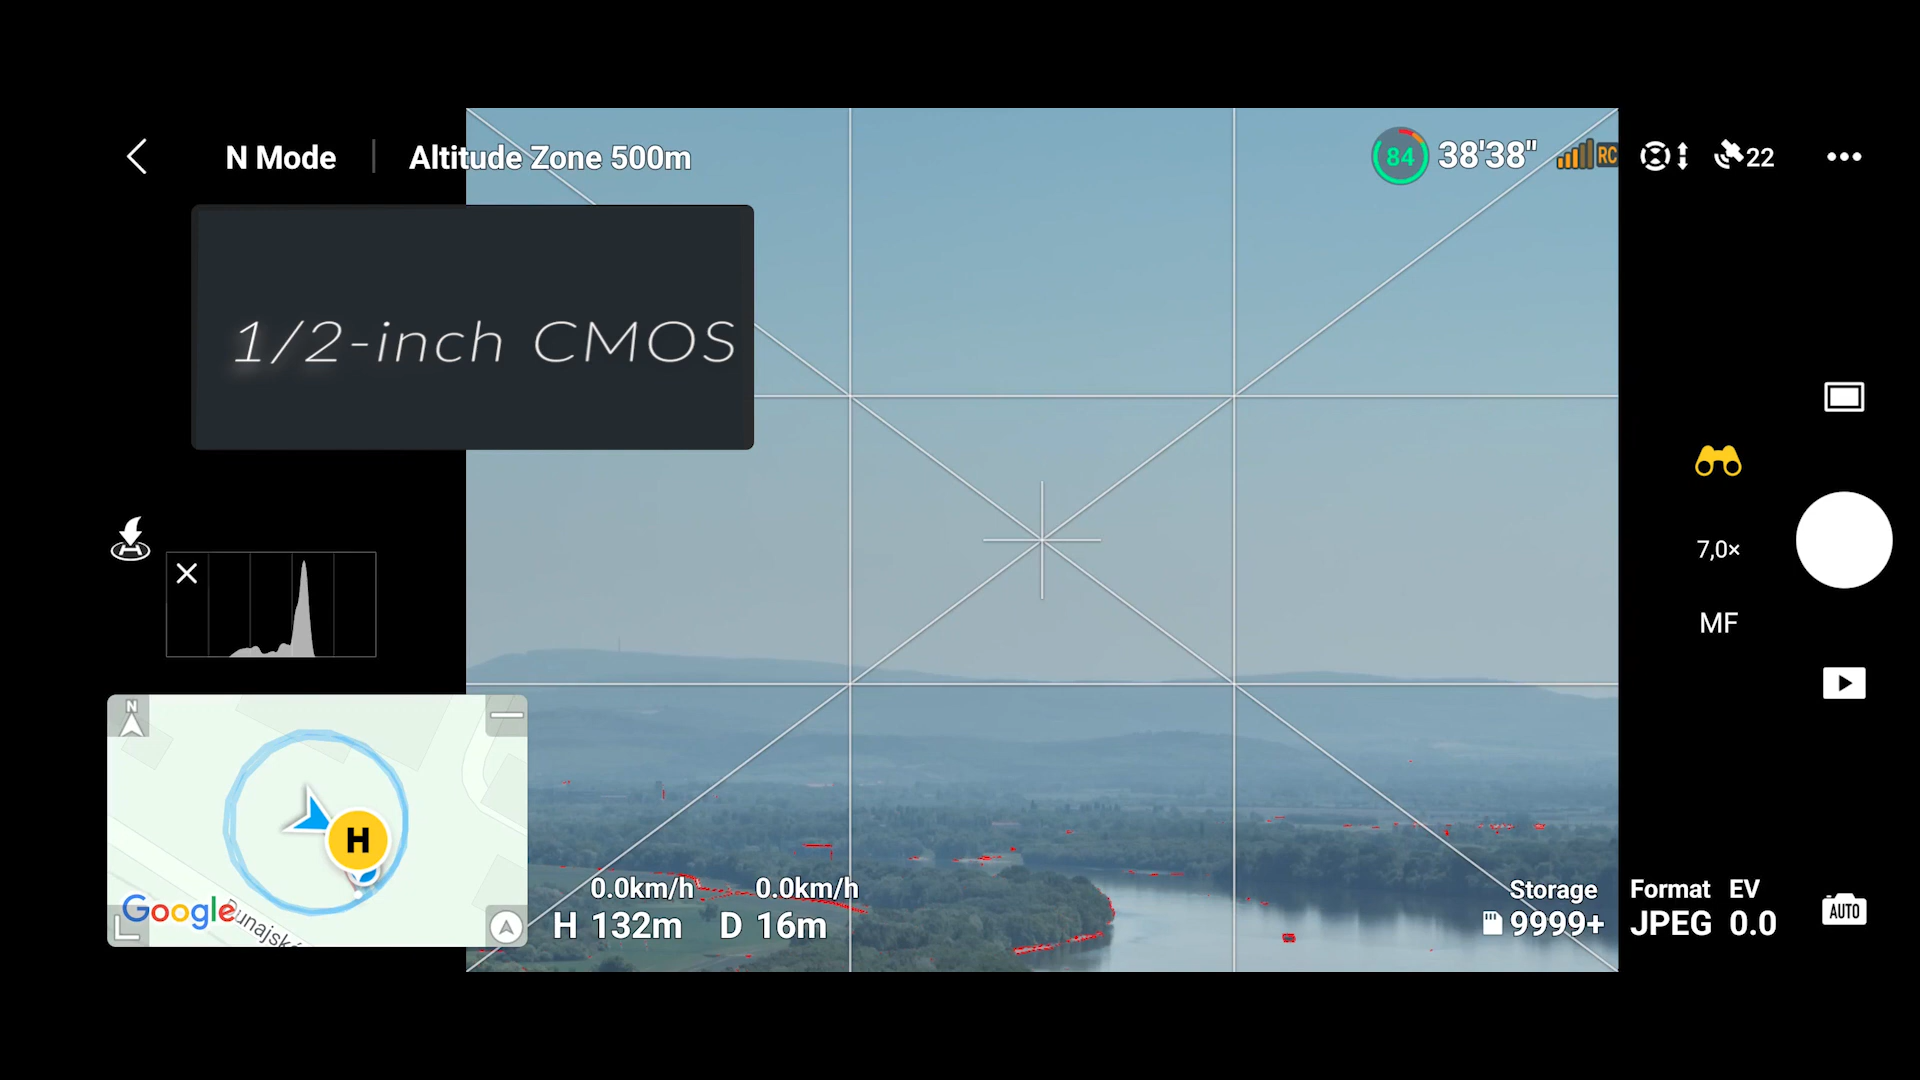 N Mode
Altitude Zone 500m
84
38'38"
RC
22
1/2-inch CMOS
7,0×
MF
N
H
Google
0.0km/h
0.0km/h
H 132m
D 16m
Storage
9999+
Format
JPEG
EV
0.0
AUTO